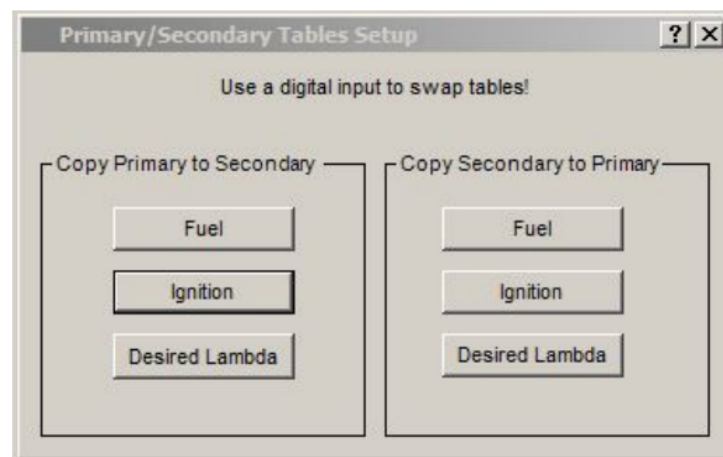 Primary/Secondary Tables Setup
Use a digital input to swap tables!
Copy Primary to Secondary
Fuel
Ignition
Desired Lambda
Copy Secondary to Primary
Fuel
Ignition
Desired Lambda